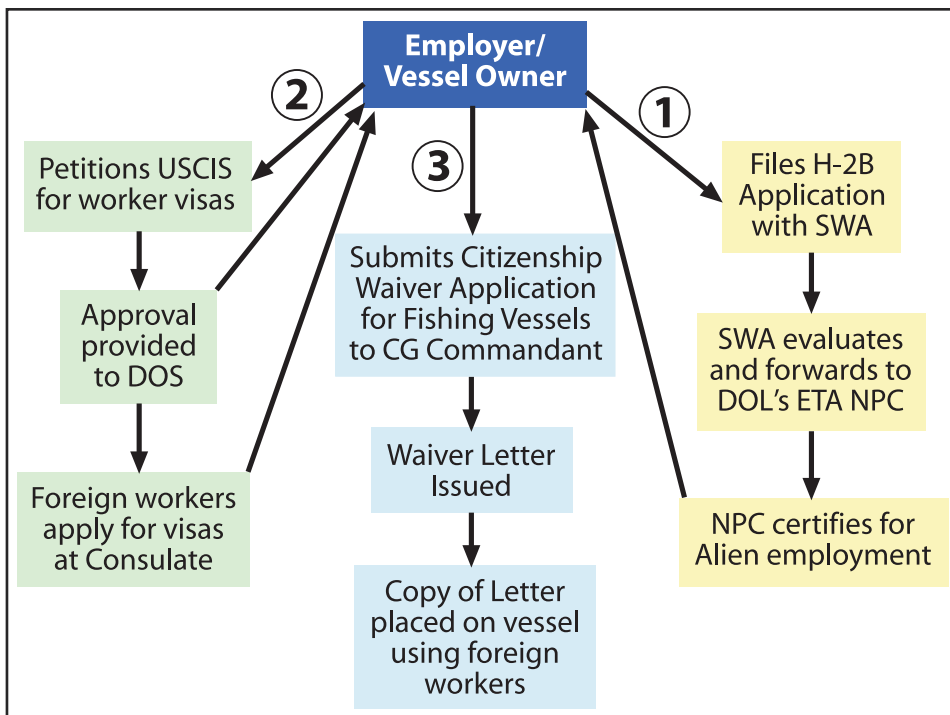 Employer/
Vessel Owner
2
1
3
Petitions USCIS
for worker visas
Files H-2B
Application
with SWA
Submits Citizenship
Waiver Application
for Fishing Vessels
to CG Commandant
Approval
provided
to DOS
SWA evaluates
and forwards to
DOL's ETA NPC
Waiver Letter
Issued
Foreign workers
apply for visas
at Consulate
NPC certifies for
Alien employment
Copy of Letter
placed on vessel
using foreign
workers